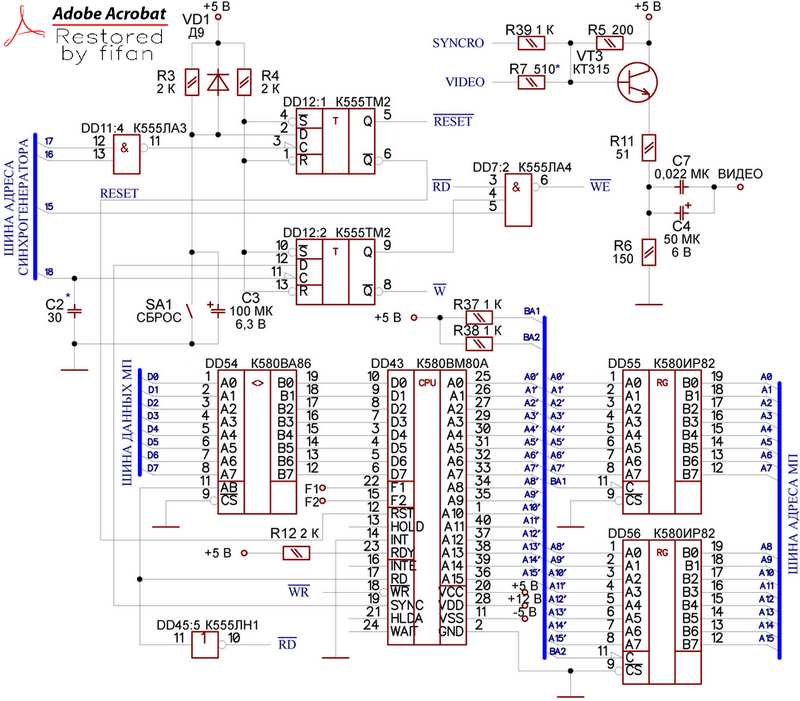 Adobe Acrobat
Restored
by fifan
+5 В
VD1
Д9
R3
2 К
R4
2 К
SYNCRO
R39 1 К
R5 200
VIDEO
R7 510*
VT3
КТ315
R11
51
C7
0,022 МК
ВИДЕО
C4
50 МК
6 В
+
R6
150
+5 В
ШИНА АДРЕСА
СИНХРОГЕНЕРАТОРА
17
16
15
18
DD11:4 К555ЛА3
12
13
&
11
DD12:1 К555ТМ2
4 S T Q 5
2 D
3 C
1 R Q 6
RESET
RESET
DD7:2 К555ЛА4
RD
3
4
5
&
6
WE
DD12:2 К555ТМ2
10 S T Q 9
12 D
11 C
13 R Q 8
W
C2 *
30
SA1
СБРОС
+
C3
100 МК
6,3 В
+5 В
R37 1 К
R38 1 К
BA1
BA2
ШИНА ДАННЫХ МП
DD54 К580ВА86
D0 1 A0 <> B0 19
D1 2 A1 B1 18
D2 3 A2 B2 17
D3 4 A3 B3 16
D4 5 A4 B4 15
D5 6 A5 B5 14
D6 7 A6 B6 13
D7 8 A7 B7 12
11 AB
9 CS
F1
F2
R12 2 К
+5 В
WR
DD45:5 К555ЛН1
11 1 10
RD
DD43 К580ВМ80А
10 D0 CPU A0 25 A0'
9 D1 A1 26 A1'
8 D2 A2 27 A2'
7 D3 A3 29 A3'
3 D4 A4 30 A4'
4 D5 A5 31 A5'
5 D6 A6 32 A6'
6 D7 A7 33 A7'
22 F1 A8 34 A8'
15 F2 A9 35 A9'
12 RST A10 1 A10'
13 HOLD A11 40 A11'
14 INT A12 37 A12'
23 RDY A13 38 A13'
16 INTE A14 39 A14'
17 RD A15 36 A15'
18 WR VCC 20 +5 В
19 SYNC VDD 28 +12 В
21 HLDA VSS 11 -5 В
24 WAIT GND 2
DD55 К580ИР82
A0' 1 A0 RG B0 19 A0
A1' 2 A1 B1 18 A1
A2' 3 A2 B2 17 A2
A3' 4 A3 B3 16 A3
A4' 5 A4 B4 15 A4
A5' 6 A5 B5 14 A5
A6' 7 A6 B6 13 A6
A7' 8 A7 B7 12 A7
BA1 11 C
9 CS
DD56 К580ИР82
A8' 1 A0 RG B0 19 A8
A9' 2 A1 B1 18 A9
A10' 3 A2 B2 17 A10
A11' 4 A3 B3 16 A11
A12' 5 A4 B4 15 A12
A13' 6 A5 B5 14 A13
A14' 7 A6 B6 13 A14
A15' 8 A7 B7 12 A15
BA2 11 C
9 CS
ШИНА АДРЕСА МП